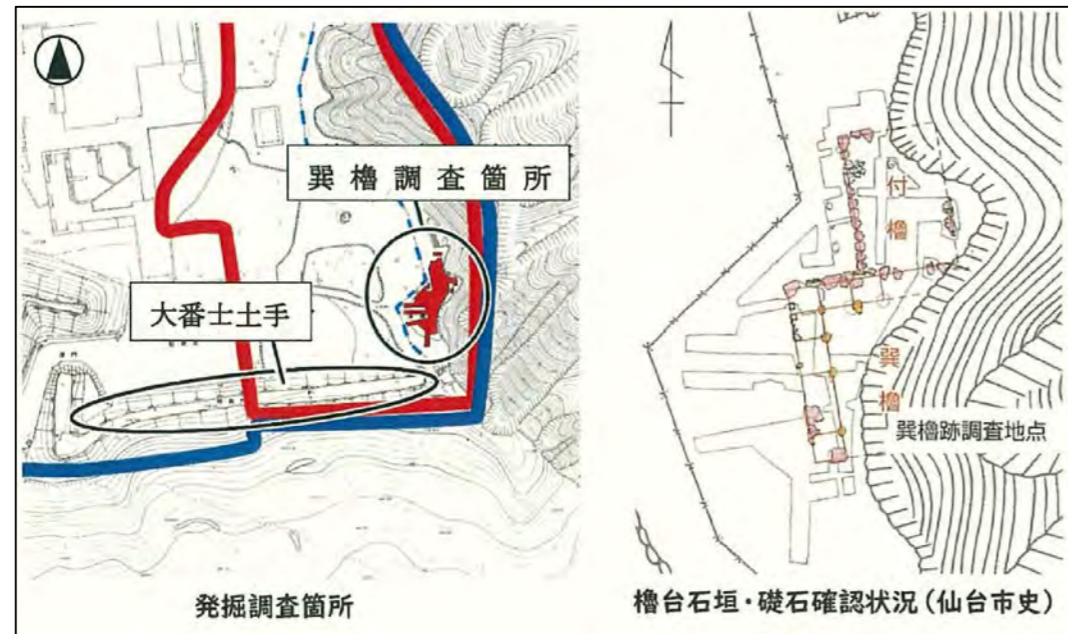 巽櫓調査箇所
大番士土手
発掘調査箇所
付櫓
巽櫓
巽櫓跡調査地点
櫓台石垣・礎石確認状況(仙台市史)